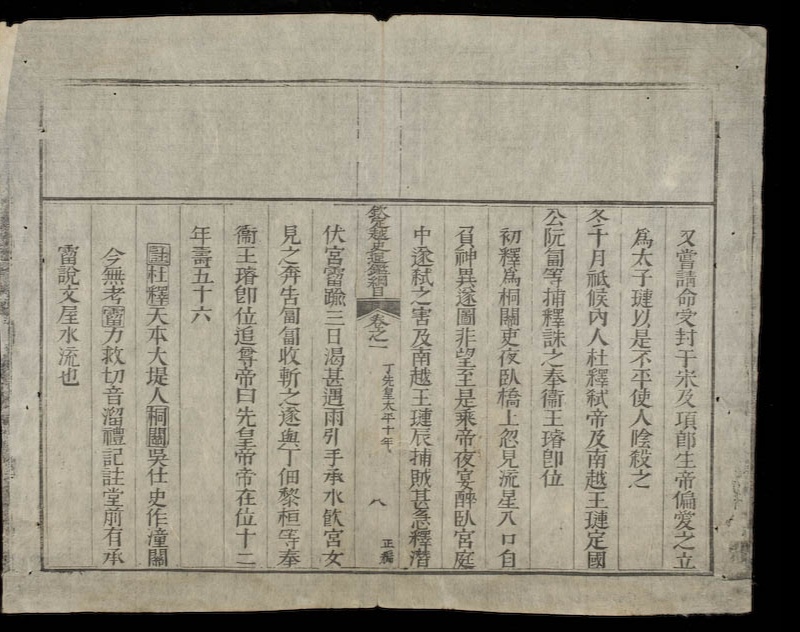 又嘗請命受封于宋及項郎生帝偏愛之立
為太子璉以是不平使人陰殺之
冬十月祗候內人杜釋弒帝及南越王璉定國
公阮匐等捕釋誅之奉衞王璿卽位
初釋為桐關吏夜臥橋上忽見流星入口自
負神異遂圖非望至是乘帝夜宴醉臥宮庭
中遂弒之害及南越王璉辰捕賊甚急釋潛
欽定越史通鑑綱目 卷之一 丁先皇太平十年、 八 正編
伏宮霤踰三日渴甚遇雨引手承水飲宮女
見之奔告匐匐收斬之遂與丁佃黎桓等奉
衞王璿卽位追尊帝曰先皇帝帝在位十二
年壽五十六
註杜釋天本大堤人桐關吳仕史作潼關
今無考霤力救切音溜禮記註堂前有承
霤說文屋水流也